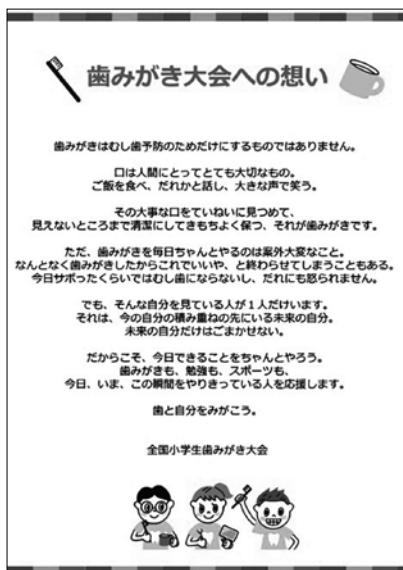 歯みがき大会への想い
歯みがきはむし歯予防のためだけにするものではありません。
口は人間にとってとても大切なもの。
ご飯を食べ、だれかと話し、大きな声で笑う。
その大事な口をていねいに見つめて、
見えないところまで清潔にしてきもちよく保つ、それが歯みがきです。
ただ、歯みがきを毎日ちゃんとやるのは案外大変なこと。
なんとなく歯みがきしたからこれでいいや、と終わらせてしまうこともある。
今日サボったくらいではむし歯にならないし、だれにも怒られません。
でも、そんな自分を見ている人が1人だけいます。
それは、今の自分の積み重ねの先にいる未来の自分。
未来の自分だけはごまかせない。
だからこそ、今日できることをちゃんとやろう。
歯みがきも、勉強も、スポーツも、
今日、いま、この瞬間をやりきっている人を応援します。
歯と自分をみがこう。
全国小学生歯みがき大会